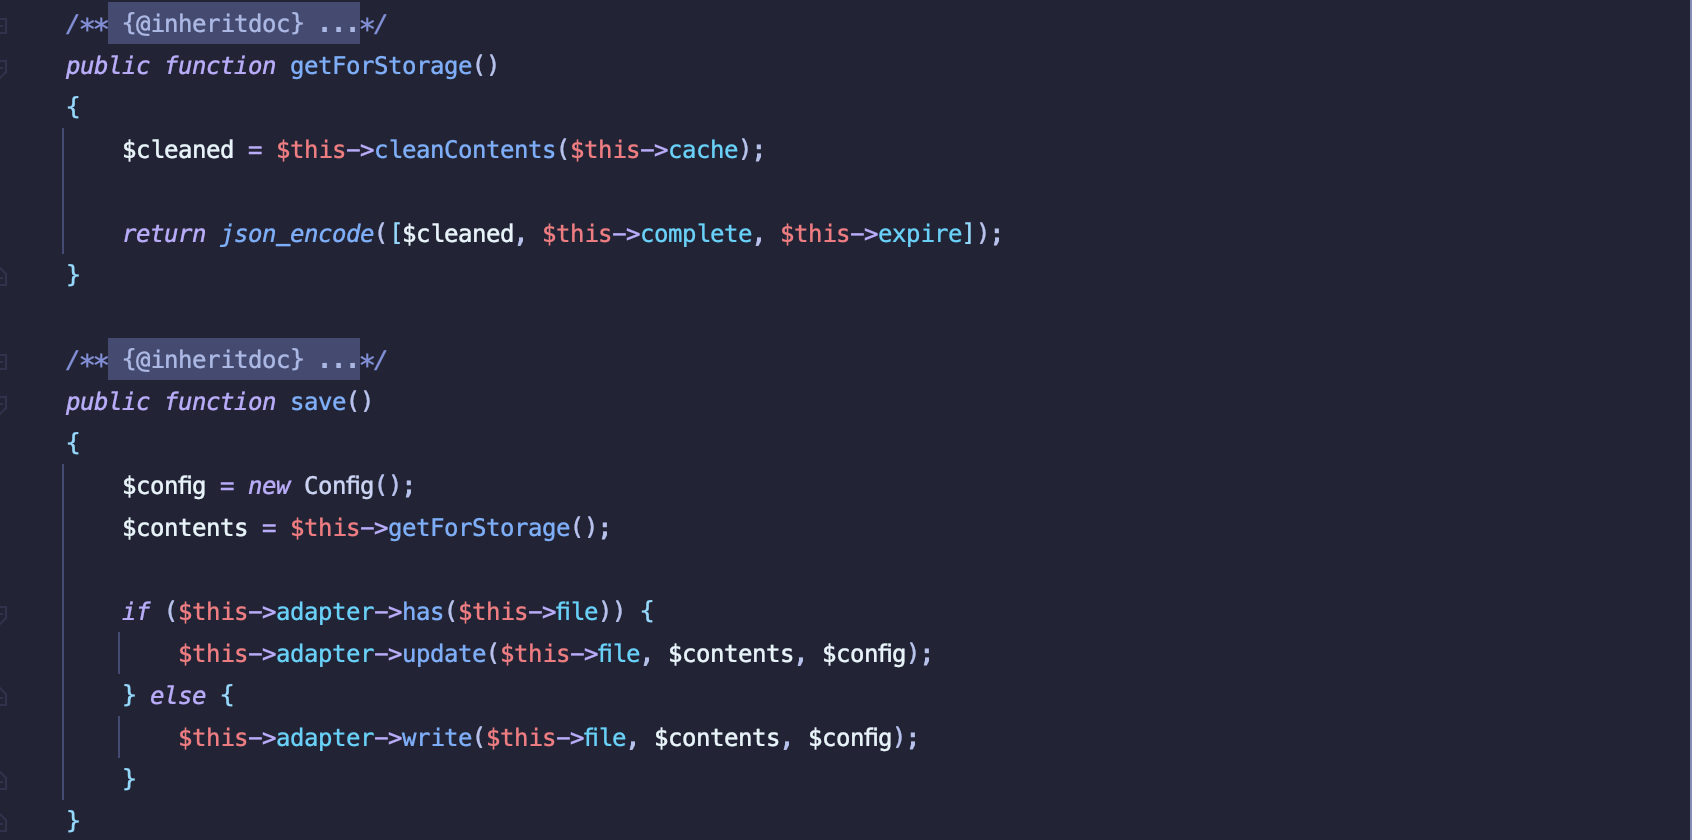 /** {@inheritdoc} ...*/
public function getForStorage()
{
    $cleaned = $this->cleanContents($this->cache);

    return json_encode([$cleaned, $this->complete, $this->expire]);
}

/** {@inheritdoc} ...*/
public function save()
{
    $config = new Config();
    $contents = $this->getForStorage();

    if ($this->adapter->has($this->file)) {
        $this->adapter->update($this->file, $contents, $config);
    } else {
        $this->adapter->write($this->file, $contents, $config);
    }
}